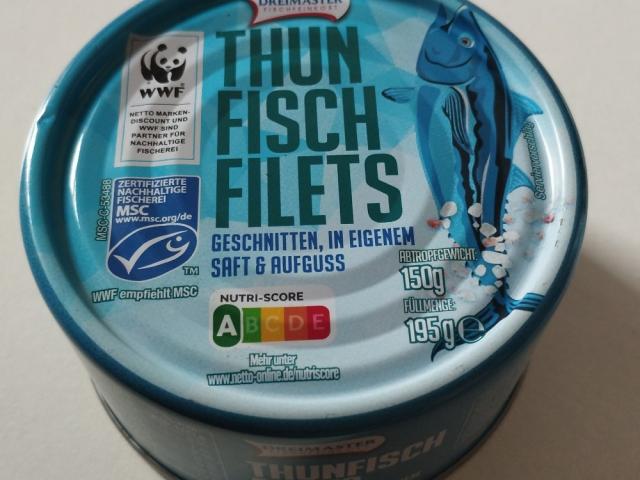 DREIMASTER
FISCHFEINKOST
THUN
FISCH
FILETS
GESCHNITTEN, IN EIGENEM
SAFT & AUFGUSS
WWF
NETTO MARKEN-
DISCOUNT UND
WWF SIND
PARTNER FÜR
NACHHALTIGE
FISCHEREI
MSC-C-53488
ZERTIFIZIERTE
NACHHALTIGE
FISCHEREI
MSC
www.msc.org/de
TM
WWF empfiehlt MSC
NUTRI-SCORE
A B C D E
Mehr unter
www.netto-online.de/nutriscore
Serviervorschlag
ABTROPFGEWICHT:
150g
FÜLLMENGE:
195g e
DREIMASTER
THUNFISCH